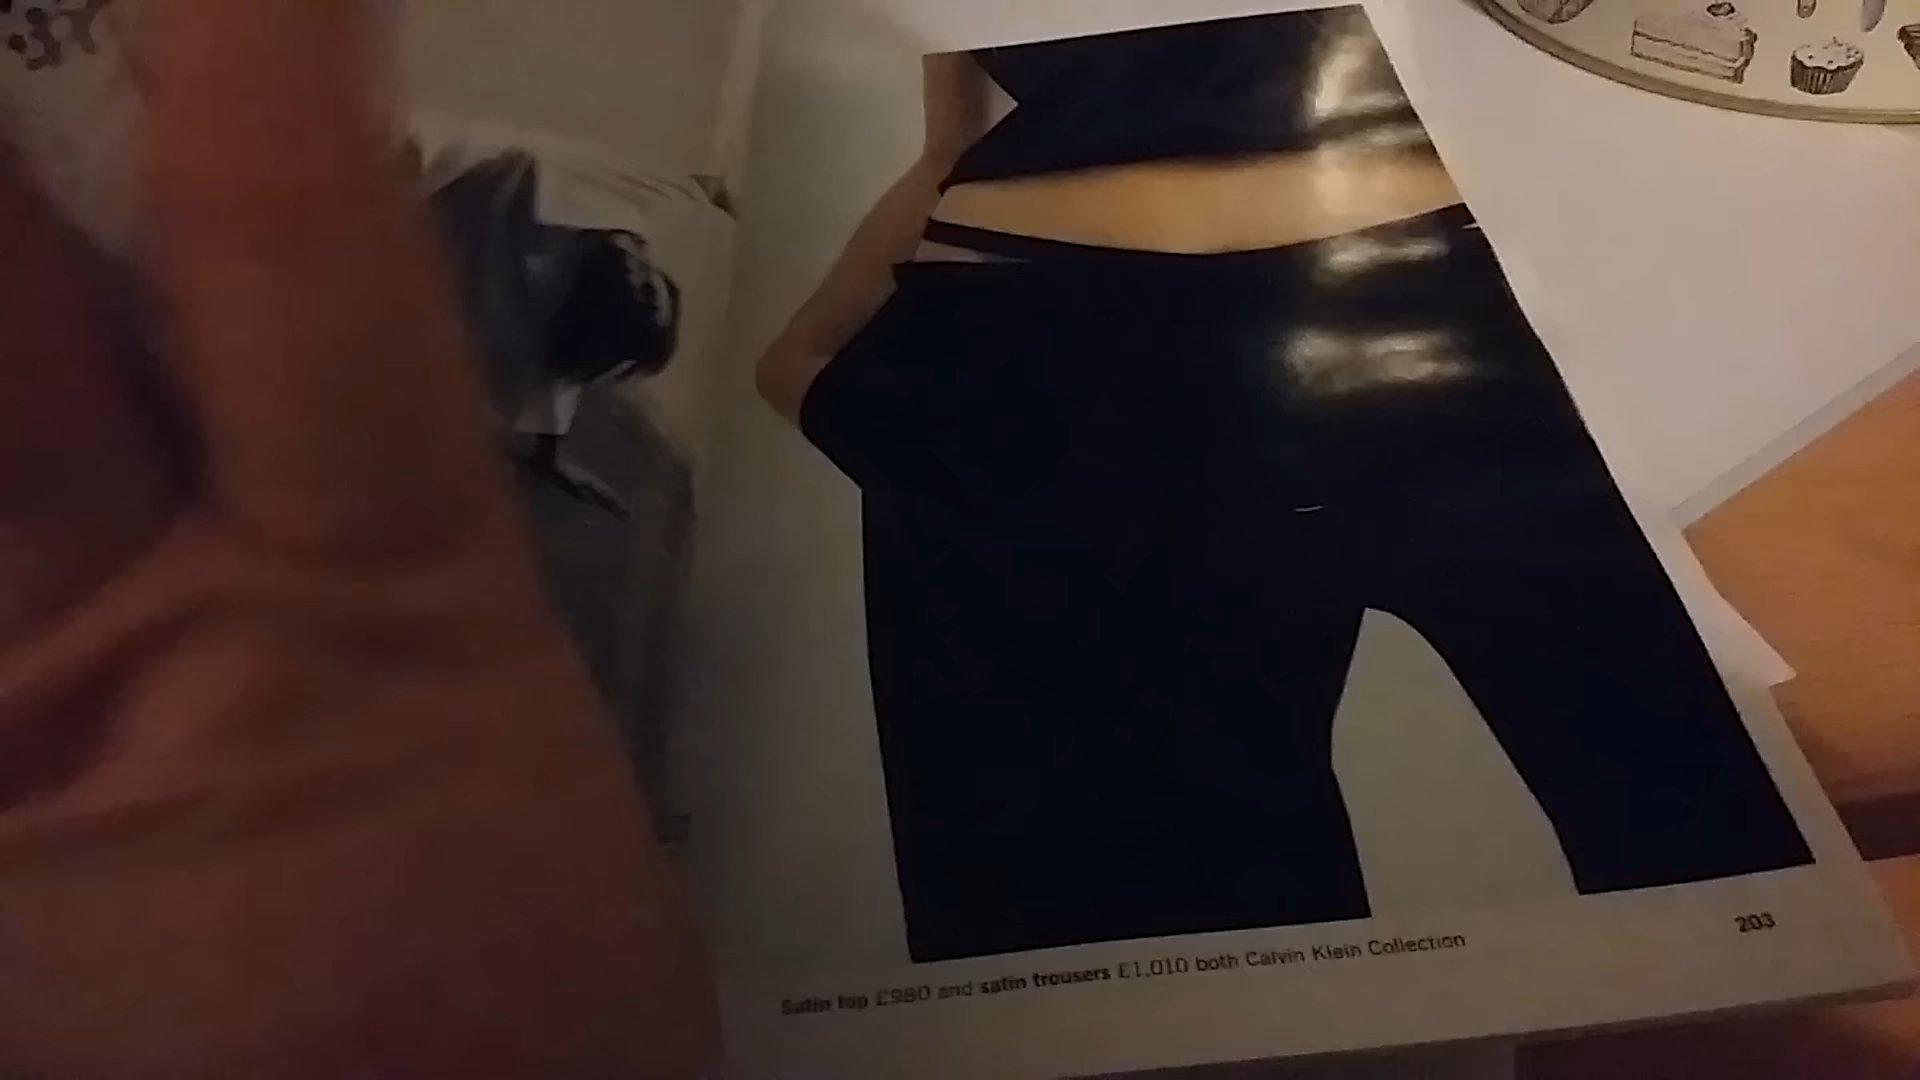 Satin top £980 and satin trousers £1,010 both Calvin Klein Collection
203